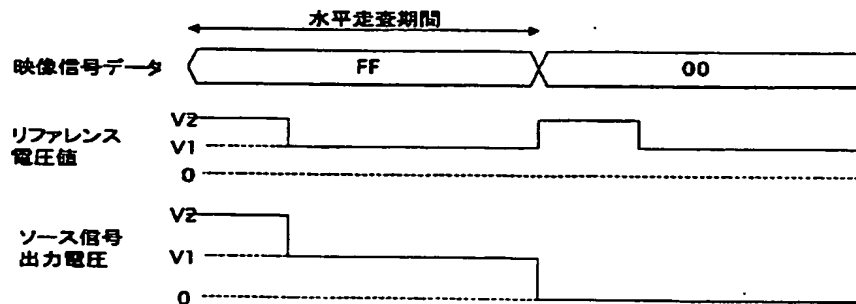 水平走査期間
映像信号データ
FF
00
リファレンス
電圧値
V2
V1
0
ソース信号
出力電圧
V2
V1
0